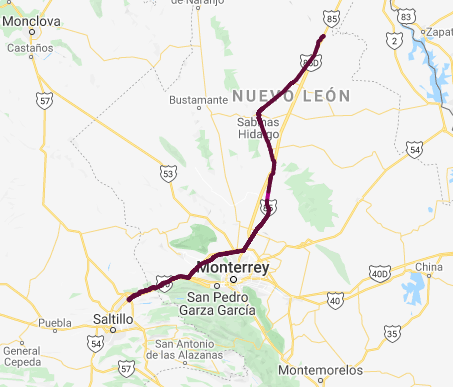 de Naranjo
85
83
Monclova
2
Zapat
Castaños
85D
57
Bustamante
NUEVO LEÓN
Sabinas
Hidalgo
54
53
85
Monterrey
China
40D
San Pedro
Garza García
40
Puebla
Saltillo
35
General
Cepeda
54
San Antonio
de las Alazanas
57
Montemorelos